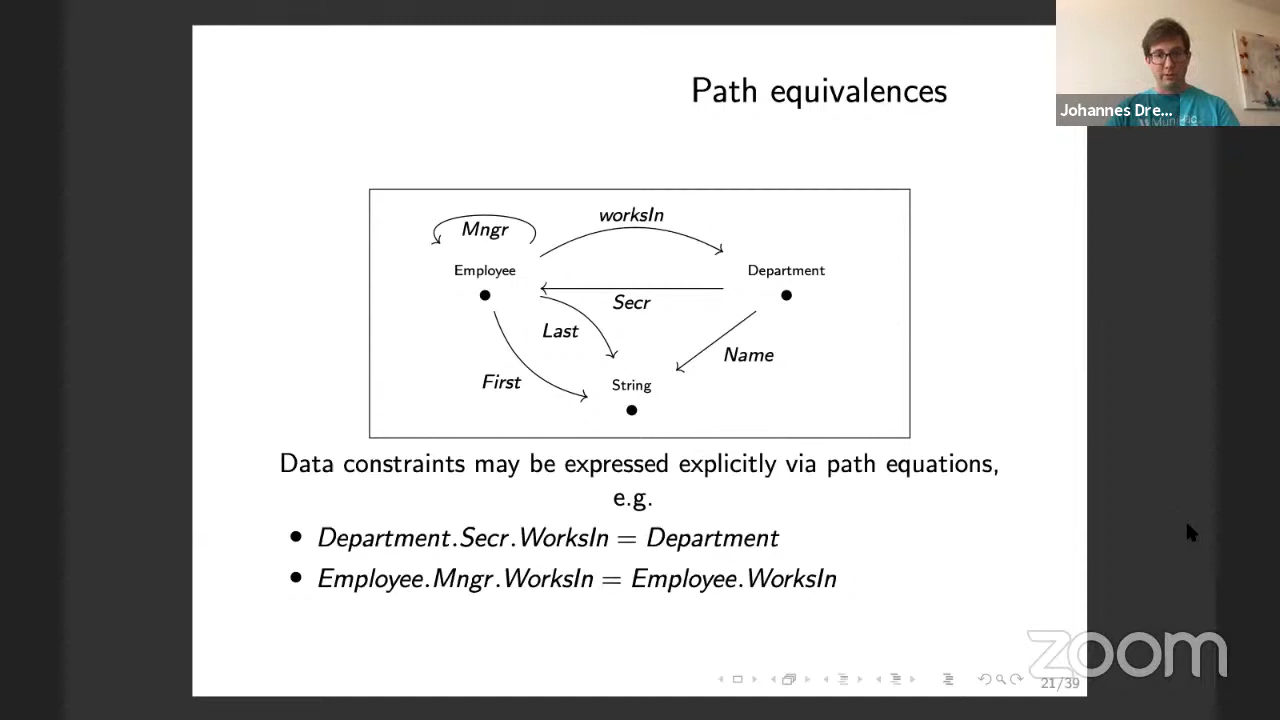 Path equivalences
Johannes Dre...
worksIn
Mngr
Employee
Department
Secr
Last
Name
First
String
Data constraints may be expressed explicitly via path equations,
e.g.
• Department.Secr.WorksIn = Department
• Employee.Mngr.WorksIn = Employee.WorksIn
zoom
21/39